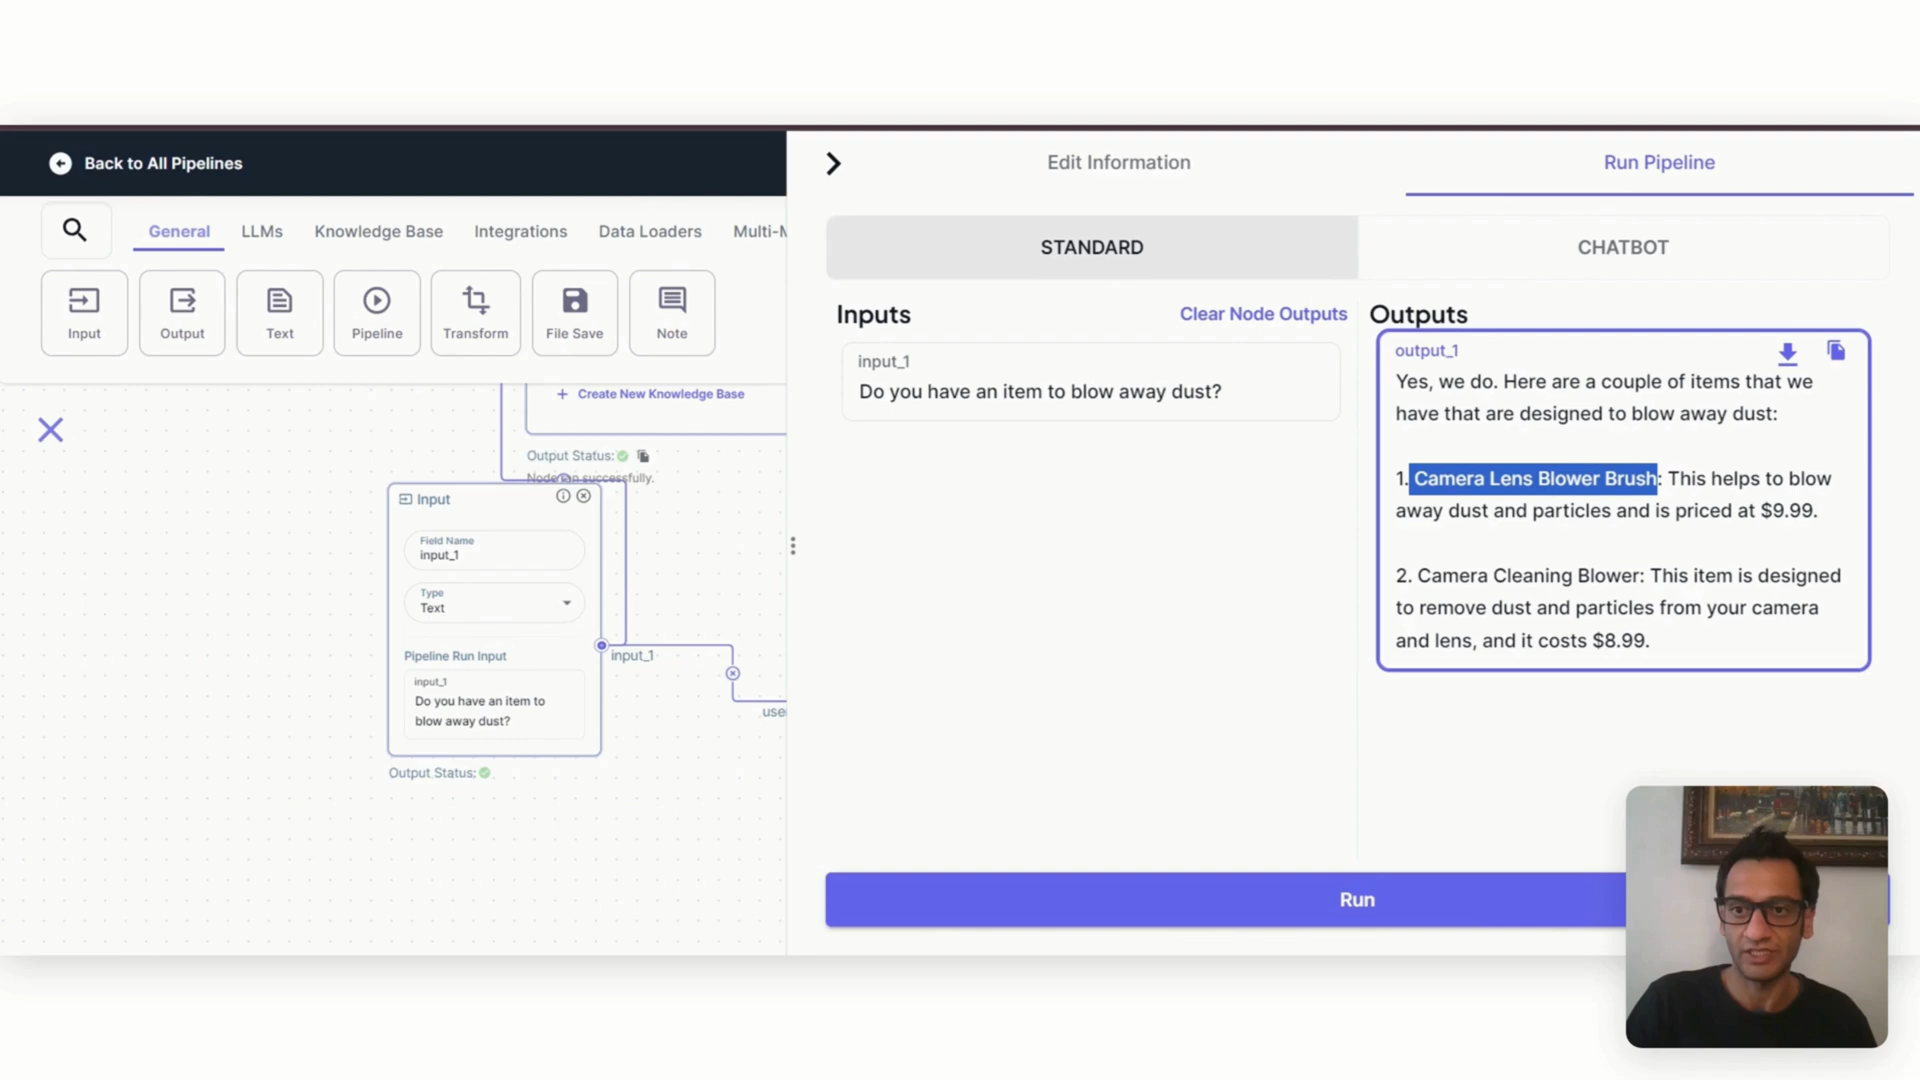 Back to All Pipelines
Edit Information
Run Pipeline
General
LLMs
Knowledge Base
Integrations
Data Loaders
Multi-M
STANDARD
CHATBOT
Input
Output
Text
Pipeline
Transform
File Save
Note
Inputs
Clear Node Outputs
Outputs
input_1
Do you have an item to blow away dust?
output_1
Yes, we do. Here are a couple of items that we
have that are designed to blow away dust:
1. Camera Lens Blower Brush: This helps to blow
away dust and particles and is priced at $9.99.
2. Camera Cleaning Blower: This item is designed
to remove dust and particles from your camera
and lens, and it costs $8.99.
+ Create New Knowledge Base
Output Status:
Node ran successfully.
Input
Field Name
input_1
Type
Text
Pipeline Run Input
input_1
Do you have an item to
blow away dust?
input_1
use
Output Status:
Run